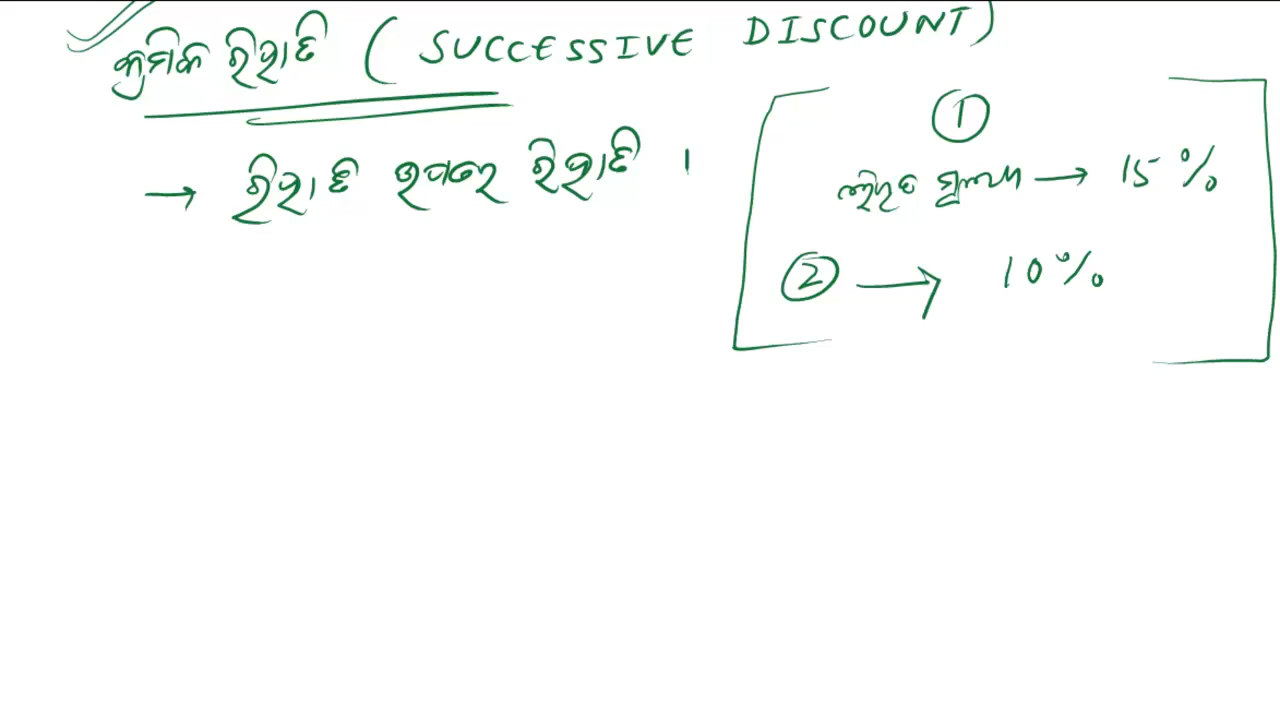 କ୍ରମିକ ରିହାତି ( SUCCESSIVE DISCOUNT)
→ ରିହାତି ଉପରେ ରିହାତି ।
①
ଲିଖିତ ମୂଲ୍ୟ → 15 %
② → 10 %